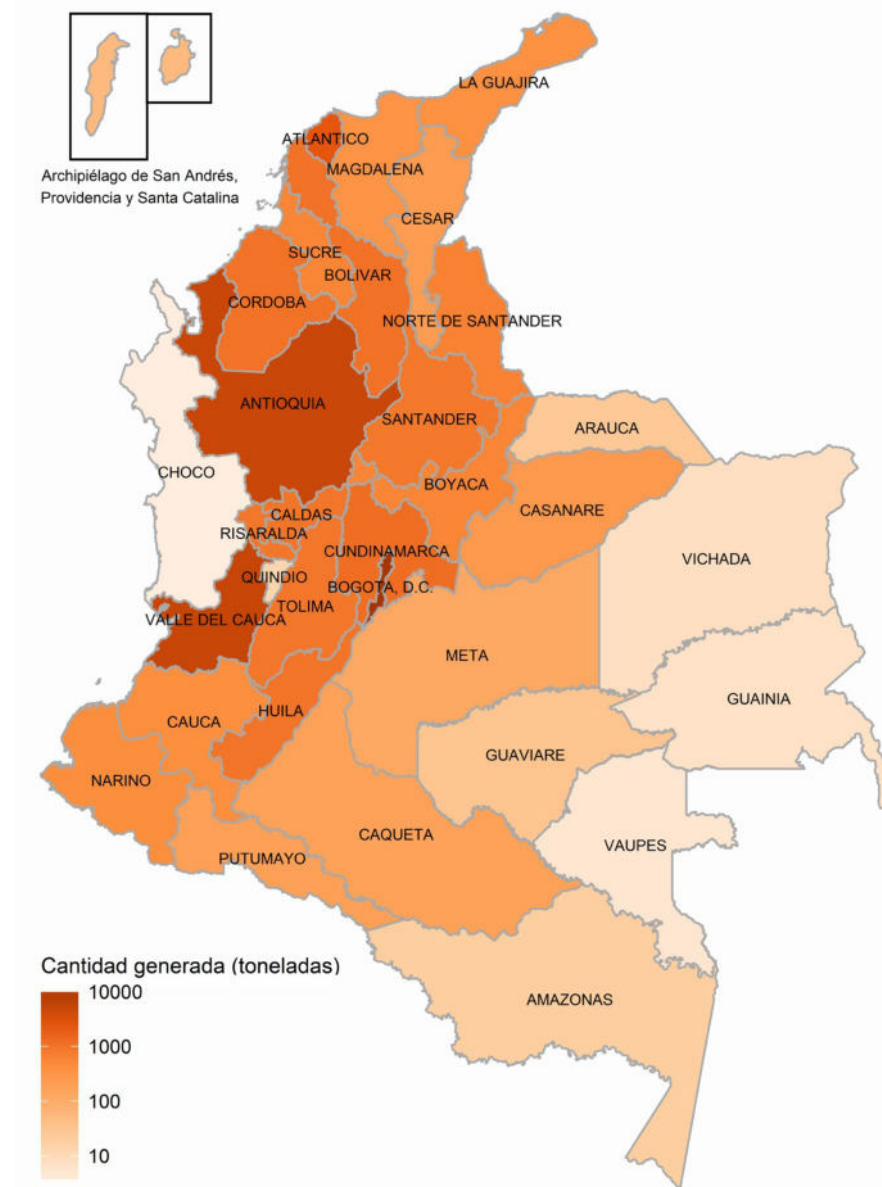 LA GUAJIRA
ATLANTICO
MAGDALENA
Archipiélago de San Andrés,
Providencia y Santa Catalina
CESAR
SUCRE
BOLIVAR
CORDOBA
NORTE DE SANTANDER
ANTIOQUIA
SANTANDER
ARAUCA
CHOCO
BOYACA
CASANARE
CALDAS
RISARALDA
CUNDINAMARCA
VICHADA
QUINDIO
BOGOTA, D.C.
TOLIMA
VALLE DEL CAUCA
META
GUAINIA
HUILA
CAUCA
GUAVIARE
NARINO
CAQUETA
VAUPES
PUTUMAYO
Cantidad generada (toneladas)
10000
1000
100
10
AMAZONAS